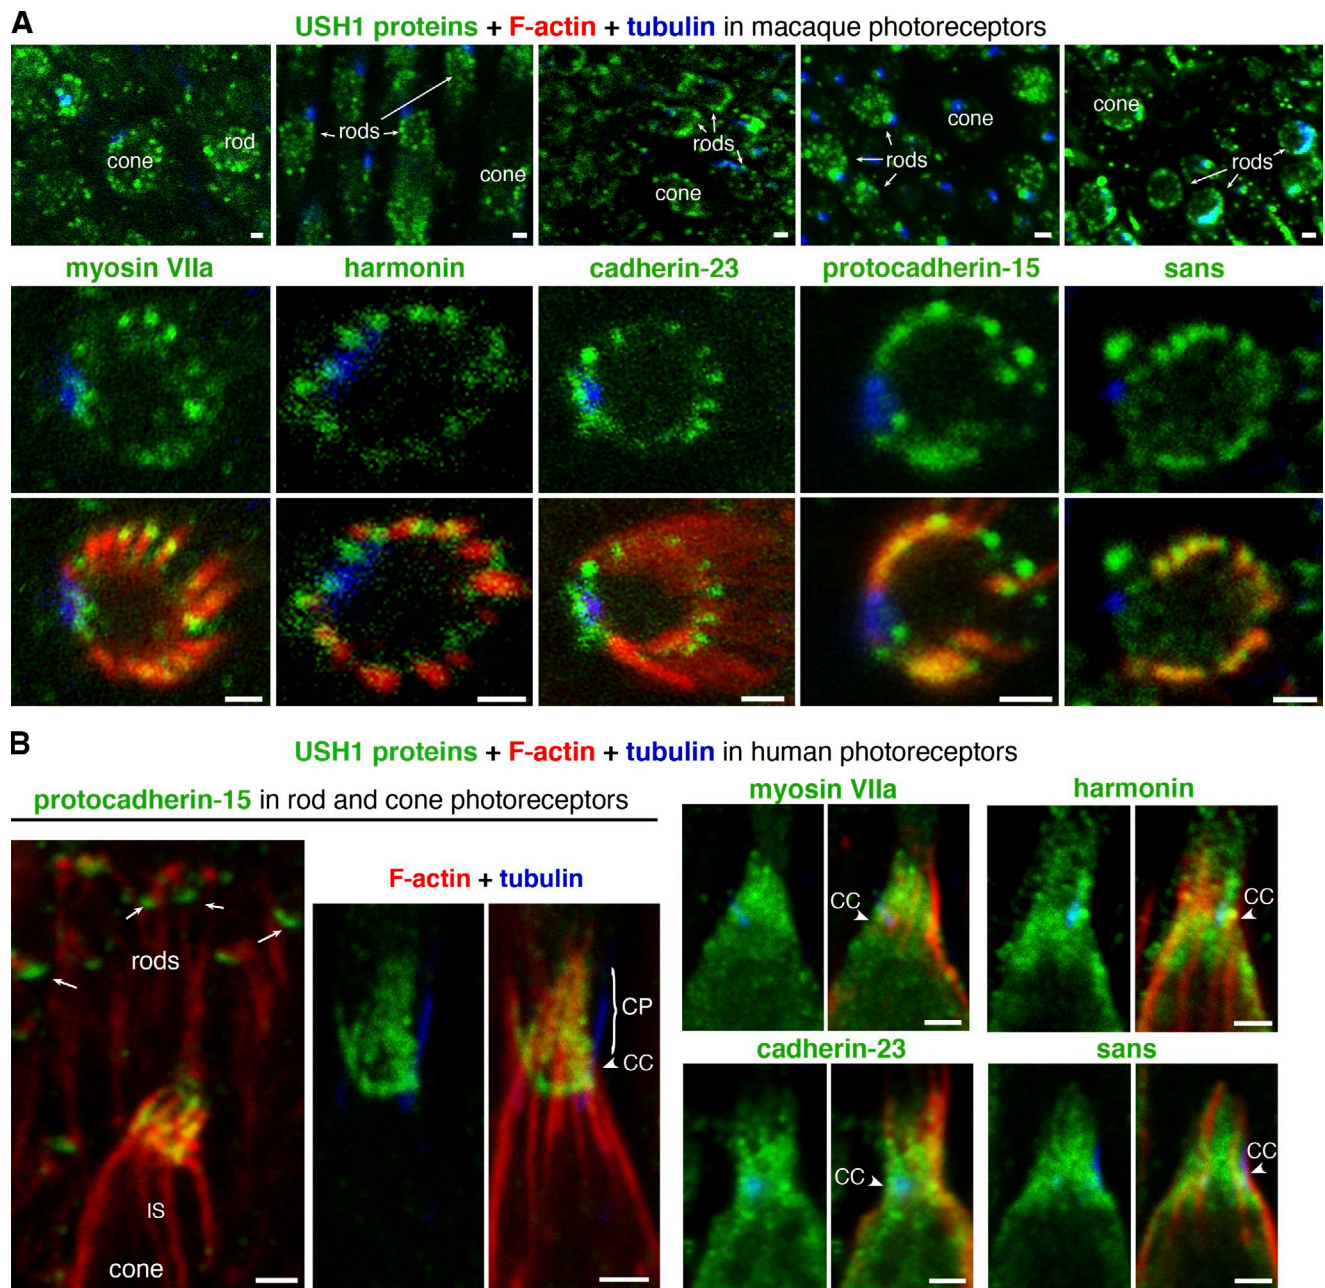 A
USH1 proteins + F-actin + tubulin in macaque photoreceptors
cone
rod
rods
cone
rods
cone
cone
rods
cone
rods
myosin VIIa
harmonin
cadherin-23
protocadherin-15
sans
B
USH1 proteins + F-actin + tubulin in human photoreceptors
protocadherin-15 in rod and cone photoreceptors
rods
IS
cone
F-actin + tubulin
CP
CC
myosin VIIa
CC
harmonin
CC
cadherin-23
CC
sans
CC